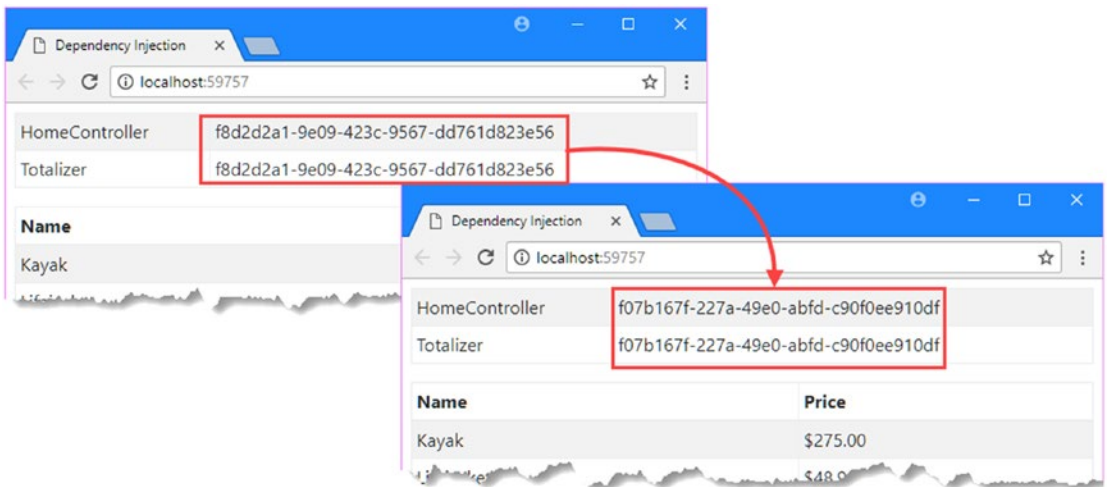 Dependency Injection
localhost:59757
HomeController f8d2d2a1-9e09-423c-9567-dd761d823e56
Totalizer f8d2d2a1-9e09-423c-9567-dd761d823e56
Name
Kayak
Dependency Injection
localhost:59757
HomeController f07b167f-227a-49e0-abfd-c90f0ee910df
Totalizer f07b167f-227a-49e0-abfd-c90f0ee910df
Name Price
Kayak $275.00